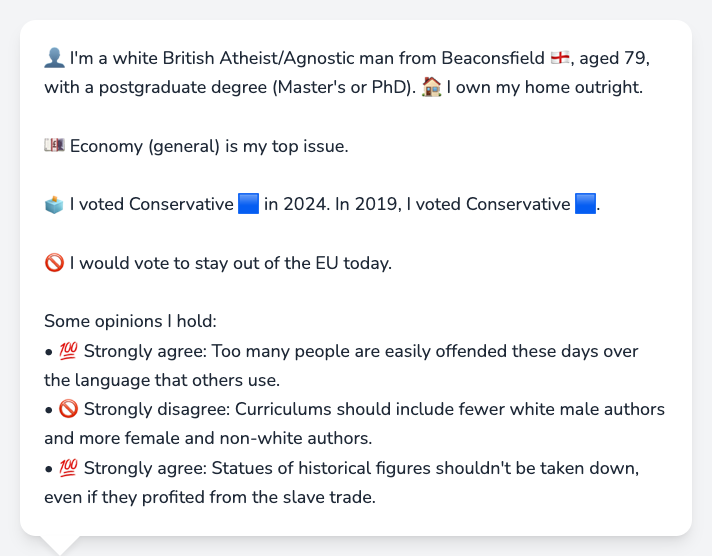 👤 I'm a white British Atheist/Agnostic man from Beaconsfield 🏴󠁧󠁢󠁥󠁮󠁧󠁿, aged 79,
with a postgraduate degree (Master's or PhD). 🏠 I own my home outright.
💷 Economy (general) is my top issue.
🗳️ I voted Conservative 🟦 in 2024. In 2019, I voted Conservative 🟦.
🚫 I would vote to stay out of the EU today.
Some opinions I hold:
• 💯 Strongly agree: Too many people are easily offended these days over
the language that others use.
• 🚫 Strongly disagree: Curriculums should include fewer white male authors
and more female and non-white authors.
• 💯 Strongly agree: Statues of historical figures shouldn't be taken down,
even if they profited from the slave trade.